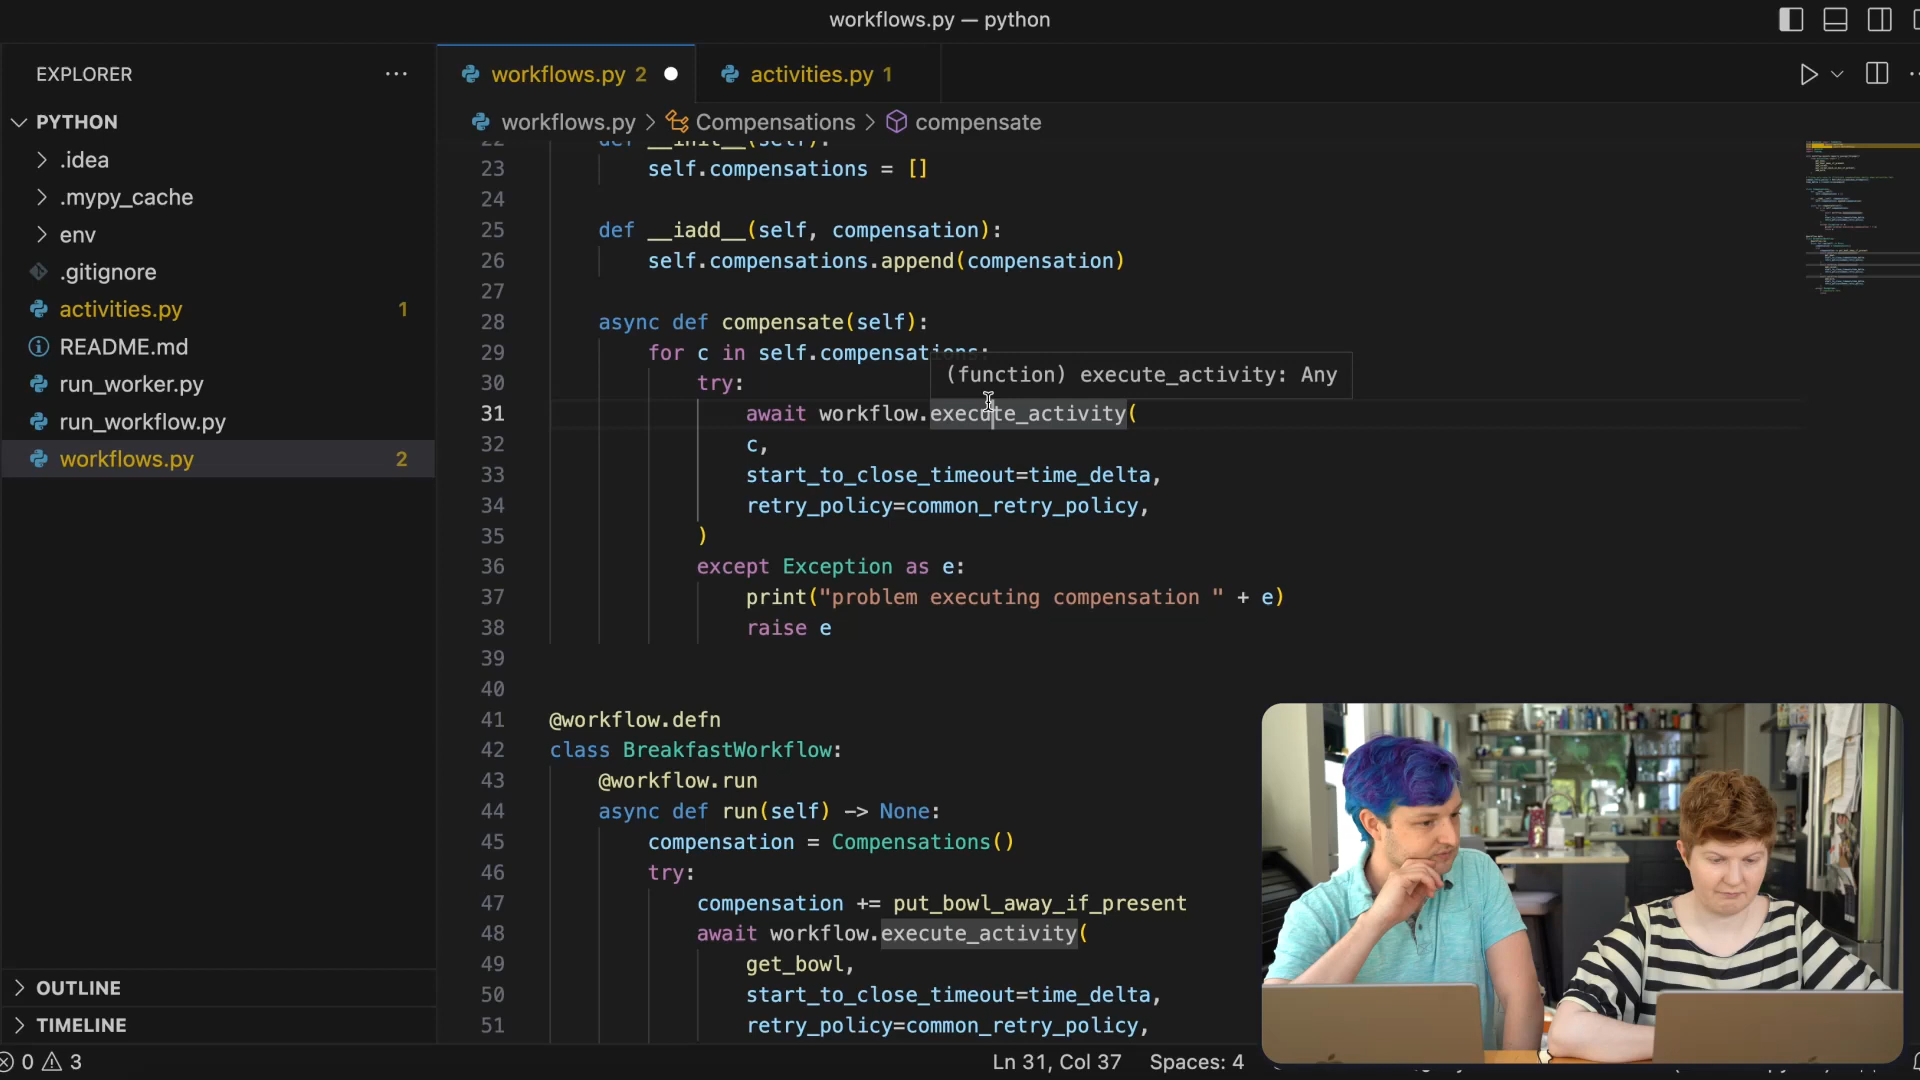 workflows.py — python
EXPLORER
workflows.py 2
activities.py 1
PYTHON
workflows.py > Compensations > compensate
.idea
.mypy_cache
env
.gitignore
activities.py 1
README.md
run_worker.py
run_workflow.py
workflows.py 2
OUTLINE
TIMELINE
22 def __init__(self):
23 self.compensations = []
24
25 def __iadd__(self, compensation):
26 self.compensations.append(compensation)
27
28 async def compensate(self):
29 for c in self.compensations:
(function) execute_activity: Any
30 try:
31 await workflow.execute_activity(
32 c,
33 start_to_close_timeout=time_delta,
34 retry_policy=common_retry_policy,
35 )
36 except Exception as e:
37 print("problem executing compensation " + e)
38 raise e
39
40
41 @workflow.defn
42 class BreakfastWorkflow:
43 @workflow.run
44 async def run(self) -> None:
45 compensation = Compensations()
46 try:
47 compensation += put_bowl_away_if_present
48 await workflow.execute_activity(
49 get_bowl,
50 start_to_close_timeout=time_delta,
51 retry_policy=common_retry_policy,
0 3
Ln 31, Col 37 Spaces: 4